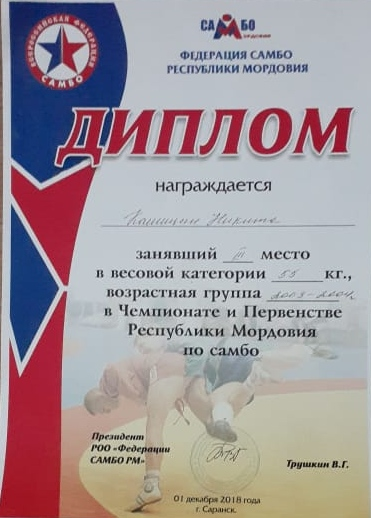 ВСЕРОССИЙСКАЯ ФЕДЕРАЦИЯ
САМБО
САМБО
МОРДОВИИ
ФЕДЕРАЦИЯ САМБО
РЕСПУБЛИКИ МОРДОВИЯ
ДИПЛОМ
награждается
Никита
занявший III место
в весовой категории 55 кг.,
возрастная группа 2003-2004
в Чемпионате и Первенстве
Республики Мордовия
по самбо
Президент
РОО «Федерации
САМБО РМ»
Трушкин В.Г.
01 декабря 2018 года
г. Саранск.